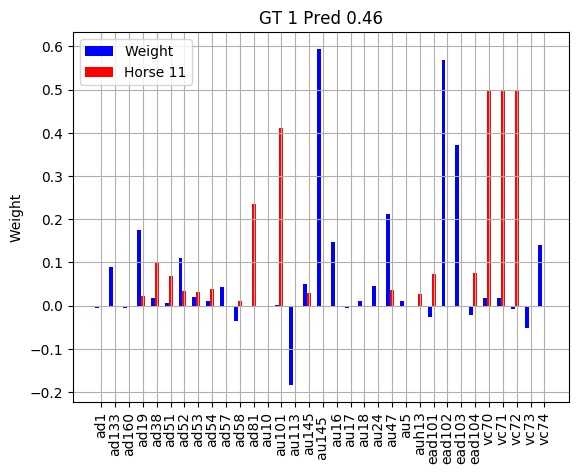 GT 1 Pred 0.46
Weight
Horse 11
0.6
0.5
0.4
0.3
0.2
0.1
0.0
−0.1
−0.2
Weight
ad1
ad133
ad160
ad19
ad38
ad51
ad52
ad53
ad54
ad57
ad58
ad81
au10
au101
au113
au145
au145
au16
au17
au18
au24
au47
au5
auh13
ead101
ead102
ead103
ead104
vc70
vc71
vc72
vc73
vc74